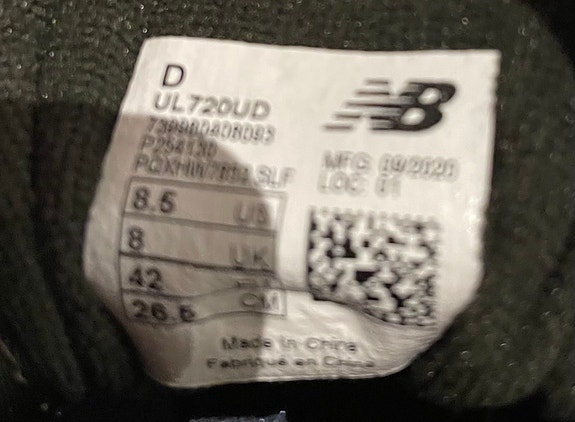 D
UL720UD
NB
MFG 09/2020
LOC: 01
8.5 US
8 UK
42
26.5 CM
Made in China
Fabriqué en Chine